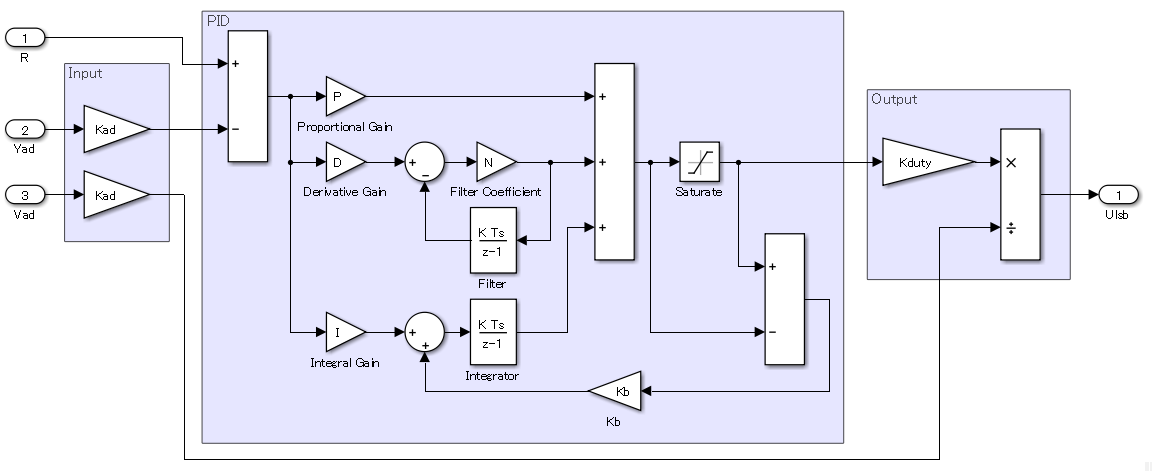 PID
1
R
Input
Output
+
−
P
Proportional Gain
+
2
Yad
Kad
Kduty
×
D
Derivative Gain
+
−
N
Filter Coefficient
+
Saturate
3
Vad
Kad
1
Ulsb
K Ts
z-1
Filter
+
÷
+
−
I
Integral Gain
+
+
K Ts
z-1
Integrator
Kb
Kb